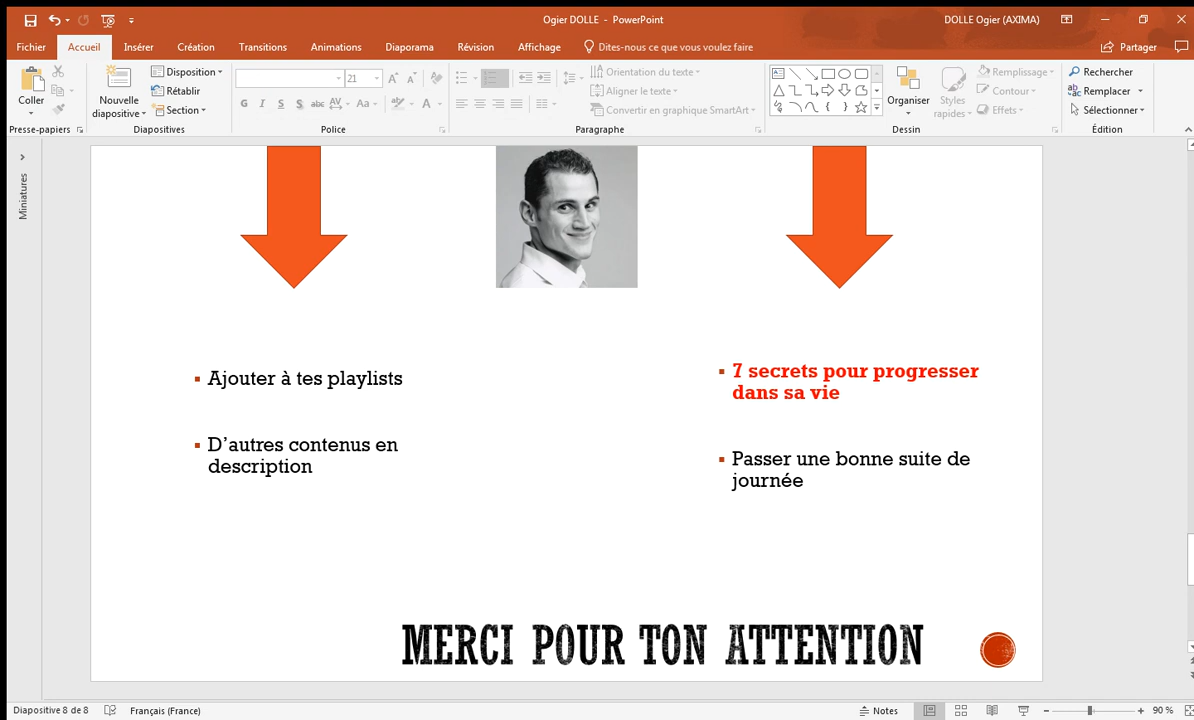 Ogier DOLLE - PowerPoint
DOLLE Ogier (AXIMA)
Fichier
Accueil
Insérer
Création
Transitions
Animations
Diaporama
Révision
Affichage
Dites-nous ce que vous voulez faire
Partager
Coller
Nouvelle
diapositive
Disposition
Rétablir
Section
21
G
I
S
S
abc
AV
Aa
A
Orientation du texte
Aligner le texte
Convertir en graphique SmartArt
Organiser
Styles
rapides
Remplissage
Contour
Effets
Rechercher
Remplacer
Sélectionner
Presse-papiers
Diapositives
Police
Paragraphe
Dessin
Édition
Miniatures
Ajouter à tes playlists
D'autres contenus en
description
7 secrets pour progresser
dans sa vie
Passer une bonne suite de
journée
MERCI POUR TON ATTENTION
Diapositive 8 de 8
Français (France)
Notes
90 %